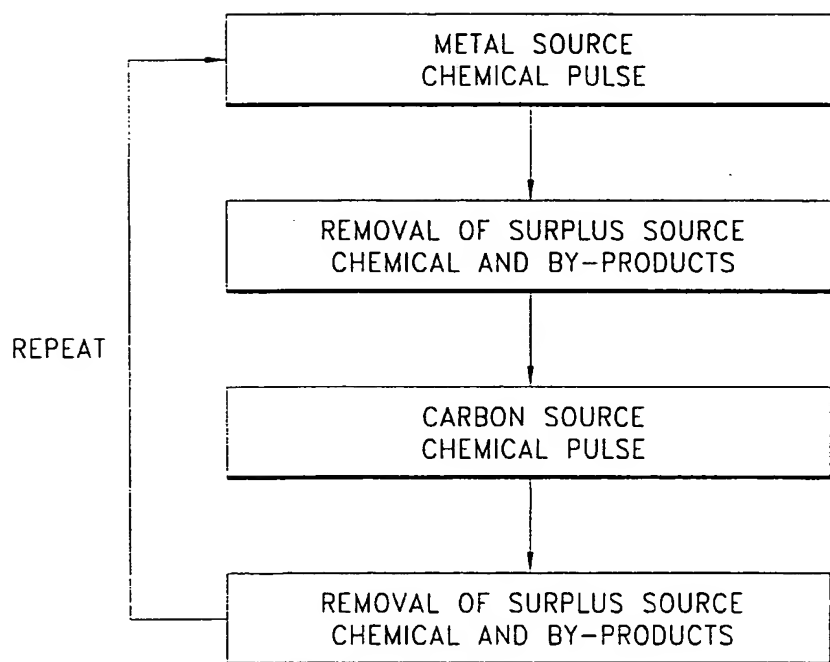 METAL SOURCE
CHEMICAL PULSE
REMOVAL OF SURPLUS SOURCE
CHEMICAL AND BY-PRODUCTS
REPEAT
CARBON SOURCE
CHEMICAL PULSE
REMOVAL OF SURPLUS SOURCE
CHEMICAL AND BY-PRODUCTS